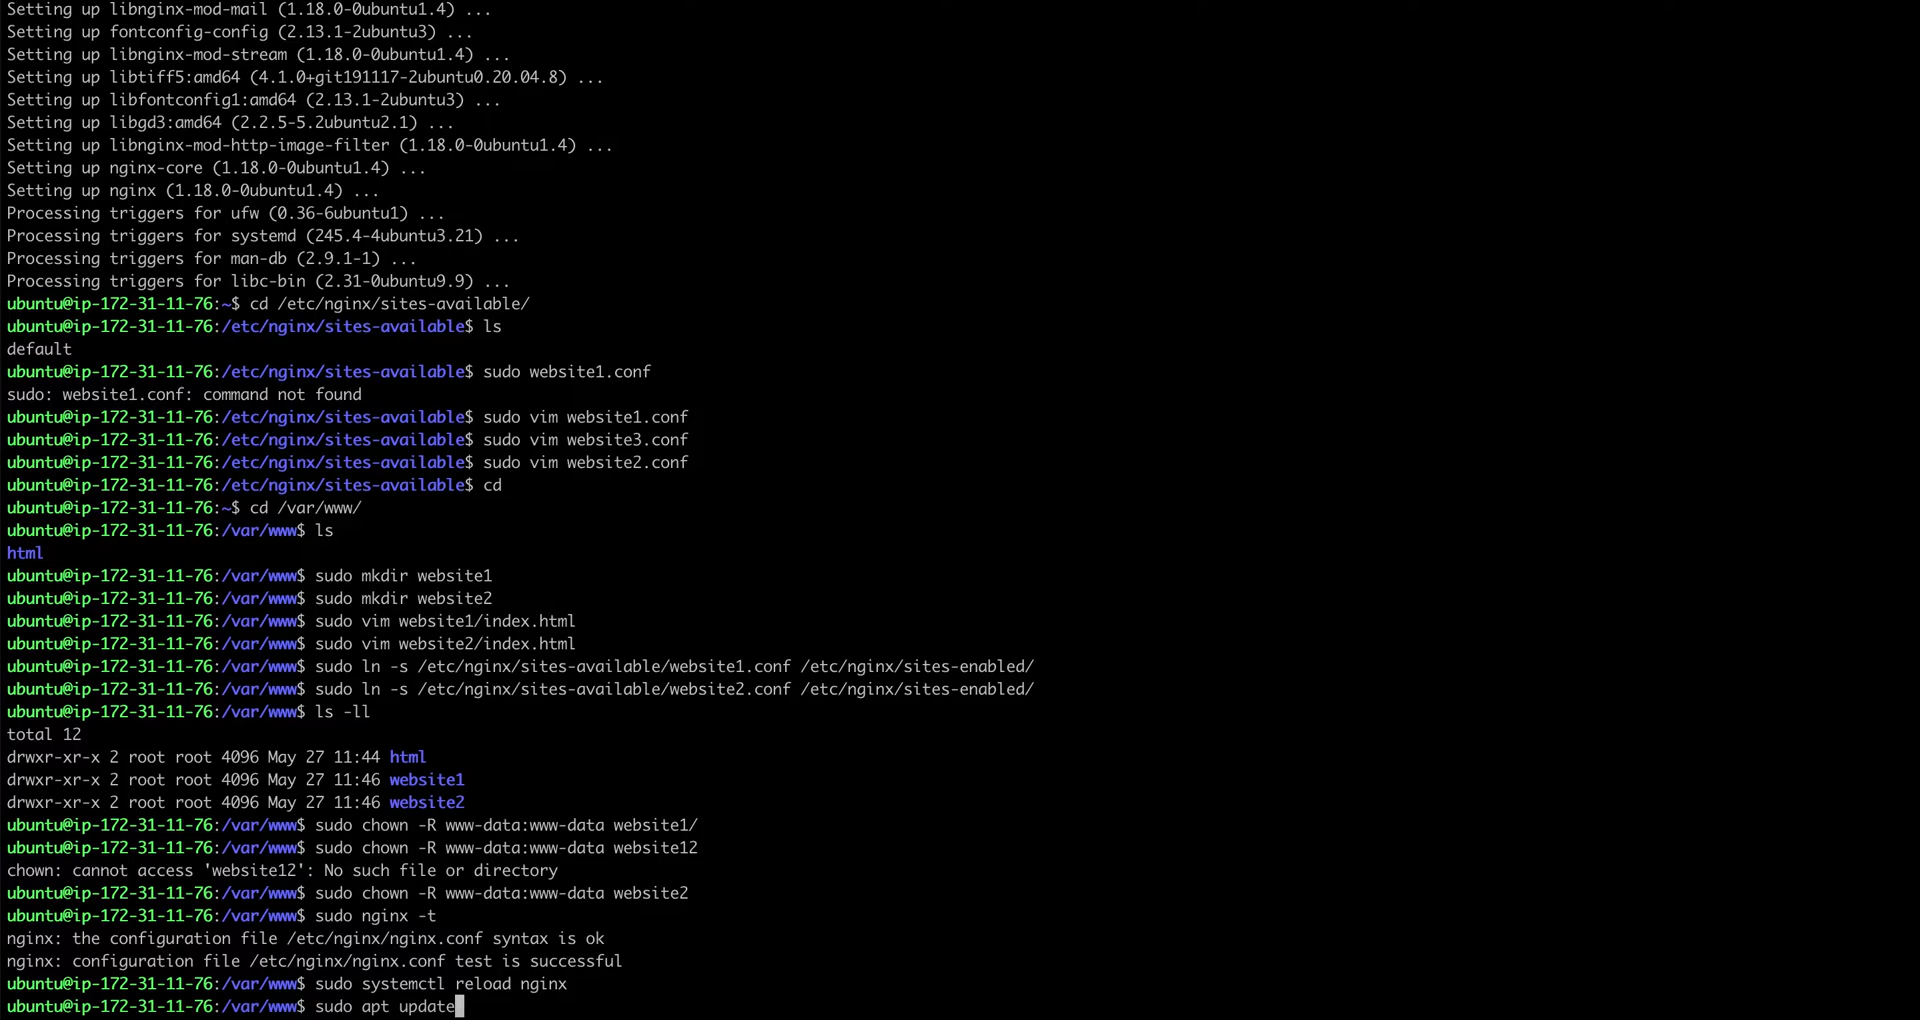 Setting up libnginx-mod-mail (1.18.0-0ubuntu1.4) ...
Setting up fontconfig-config (2.13.1-2ubuntu3) ...
Setting up libnginx-mod-stream (1.18.0-0ubuntu1.4) ...
Setting up libtiff5:amd64 (4.1.0+git191117-2ubuntu0.20.04.8) ...
Setting up libfontconfig1:amd64 (2.13.1-2ubuntu3) ...
Setting up libgd3:amd64 (2.2.5-5.2ubuntu2.1) ...
Setting up libnginx-mod-http-image-filter (1.18.0-0ubuntu1.4) ...
Setting up nginx-core (1.18.0-0ubuntu1.4) ...
Setting up nginx (1.18.0-0ubuntu1.4) ...
Processing triggers for ufw (0.36-6ubuntu1) ...
Processing triggers for systemd (245.4-4ubuntu3.21) ...
Processing triggers for man-db (2.9.1-1) ...
Processing triggers for libc-bin (2.31-0ubuntu9.9) ...
ubuntu@ip-172-31-11-76:~$ cd /etc/nginx/sites-available/
ubuntu@ip-172-31-11-76:/etc/nginx/sites-available$ ls
default
ubuntu@ip-172-31-11-76:/etc/nginx/sites-available$ sudo website1.conf
sudo: website1.conf: command not found
ubuntu@ip-172-31-11-76:/etc/nginx/sites-available$ sudo vim website1.conf
ubuntu@ip-172-31-11-76:/etc/nginx/sites-available$ sudo vim website3.conf
ubuntu@ip-172-31-11-76:/etc/nginx/sites-available$ sudo vim website2.conf
ubuntu@ip-172-31-11-76:/etc/nginx/sites-available$ cd
ubuntu@ip-172-31-11-76:~$ cd /var/www/
ubuntu@ip-172-31-11-76:/var/www$ ls
html
ubuntu@ip-172-31-11-76:/var/www$ sudo mkdir website1
ubuntu@ip-172-31-11-76:/var/www$ sudo mkdir website2
ubuntu@ip-172-31-11-76:/var/www$ sudo vim website1/index.html
ubuntu@ip-172-31-11-76:/var/www$ sudo vim website2/index.html
ubuntu@ip-172-31-11-76:/var/www$ sudo ln -s /etc/nginx/sites-available/website1.conf /etc/nginx/sites-enabled/
ubuntu@ip-172-31-11-76:/var/www$ sudo ln -s /etc/nginx/sites-available/website2.conf /etc/nginx/sites-enabled/
ubuntu@ip-172-31-11-76:/var/www$ ls -ll
total 12
drwxr-xr-x 2 root root 4096 May 27 11:44 html
drwxr-xr-x 2 root root 4096 May 27 11:46 website1
drwxr-xr-x 2 root root 4096 May 27 11:46 website2
ubuntu@ip-172-31-11-76:/var/www$ sudo chown -R www-data:www-data website1/
ubuntu@ip-172-31-11-76:/var/www$ sudo chown -R www-data:www-data website12
chown: cannot access 'website12': No such file or directory
ubuntu@ip-172-31-11-76:/var/www$ sudo chown -R www-data:www-data website2
ubuntu@ip-172-31-11-76:/var/www$ sudo nginx -t
nginx: the configuration file /etc/nginx/nginx.conf syntax is ok
nginx: configuration file /etc/nginx/nginx.conf test is successful
ubuntu@ip-172-31-11-76:/var/www$ sudo systemctl reload nginx
ubuntu@ip-172-31-11-76:/var/www$ sudo apt update